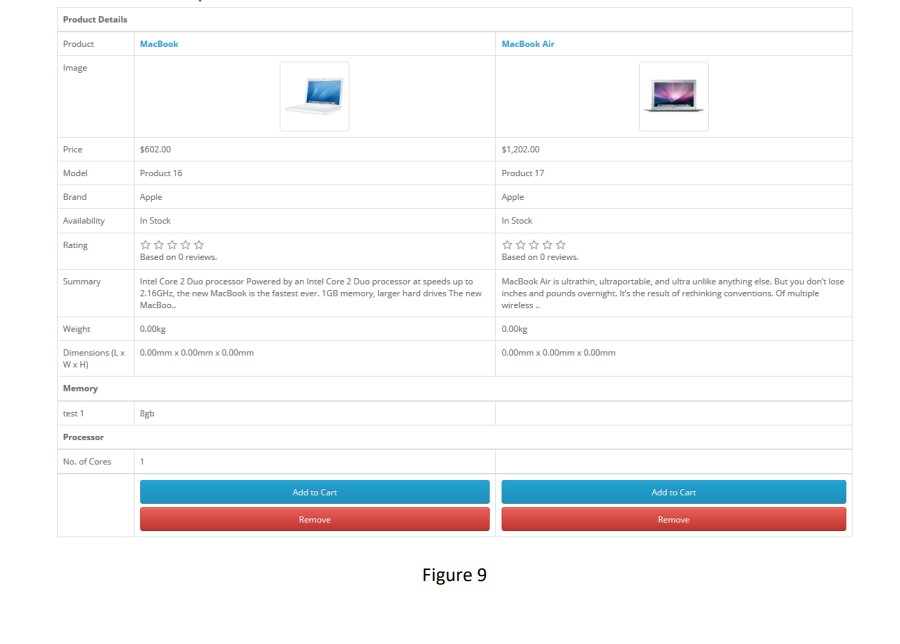 Product Details
Product MacBook MacBook Air
Image
Price $602.00 $1,202.00
Model Product 16 Product 17
Brand Apple Apple
Availability In Stock In Stock
Rating
Based on 0 reviews. Based on 0 reviews.
Summary Intel Core 2 Duo processor Powered by an Intel Core 2 Duo processor at speeds up to MacBook Air is ultrathin, ultraportable, and ultra unlike anything else. But you don't lose
2.16GHz, the new MacBook is the fastest ever. 1GB memory, larger hard drives The new inches and pounds overnight. It's the result of rethinking conventions. Of multiple
MacBoo.. wireless ..
Weight 0.00kg 0.00kg
Dimensions (L x 0.00mm x 0.00mm x 0.00mm 0.00mm x 0.00mm x 0.00mm
W x H)
Memory
test 1 8gb
Processor
No. of Cores 1
Add to Cart Add to Cart
Remove Remove
Figure 9